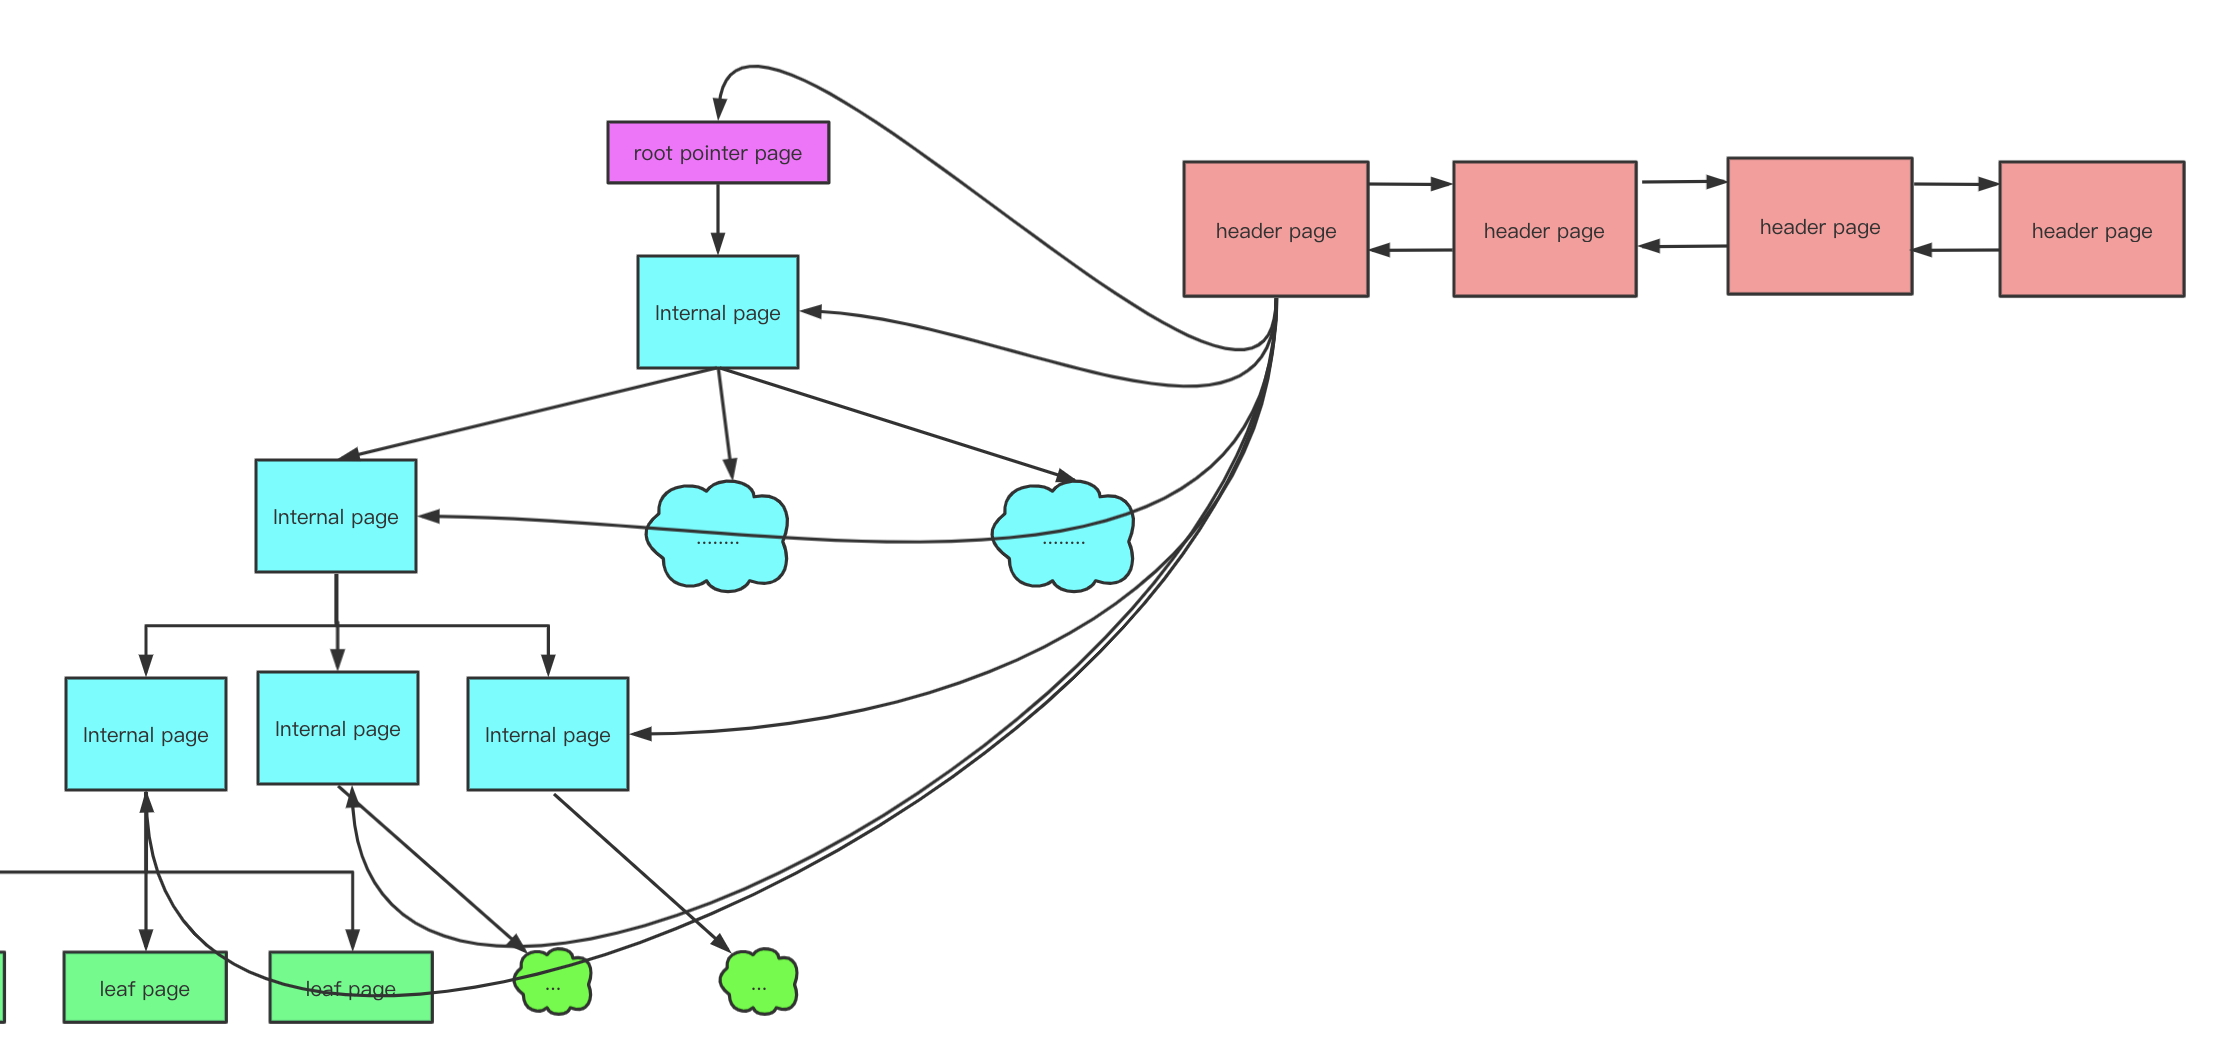 root pointer page
header page
header page
header page
header page
Internal page
Internal page
........
........
Internal page
Internal page
Internal page
leaf page
leaf page
...
...